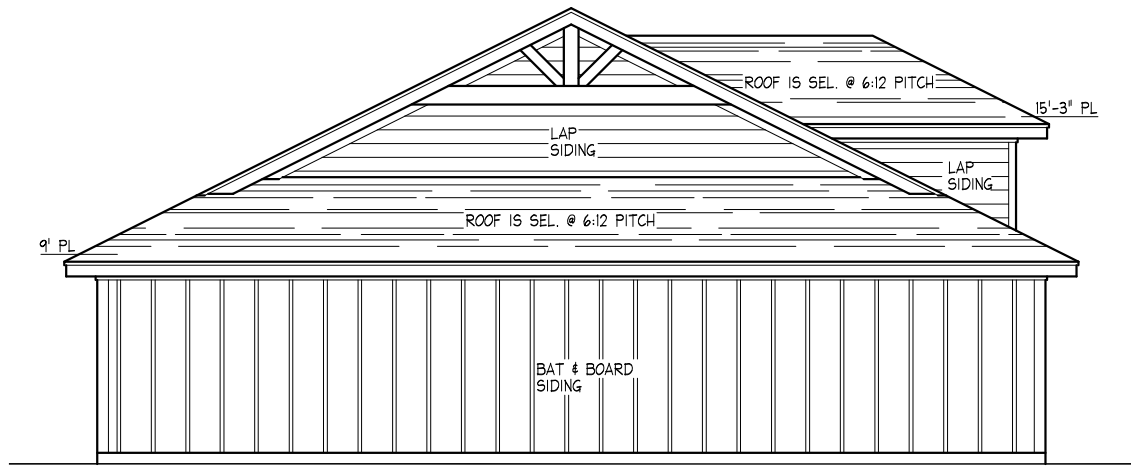 ROOF IS SEL. @ 6:12 PITCH
15'-3" PL
LAP
SIDING
LAP
SIDING
ROOF IS SEL. @ 6:12 PITCH
9' PL
BAT & BOARD
SIDING